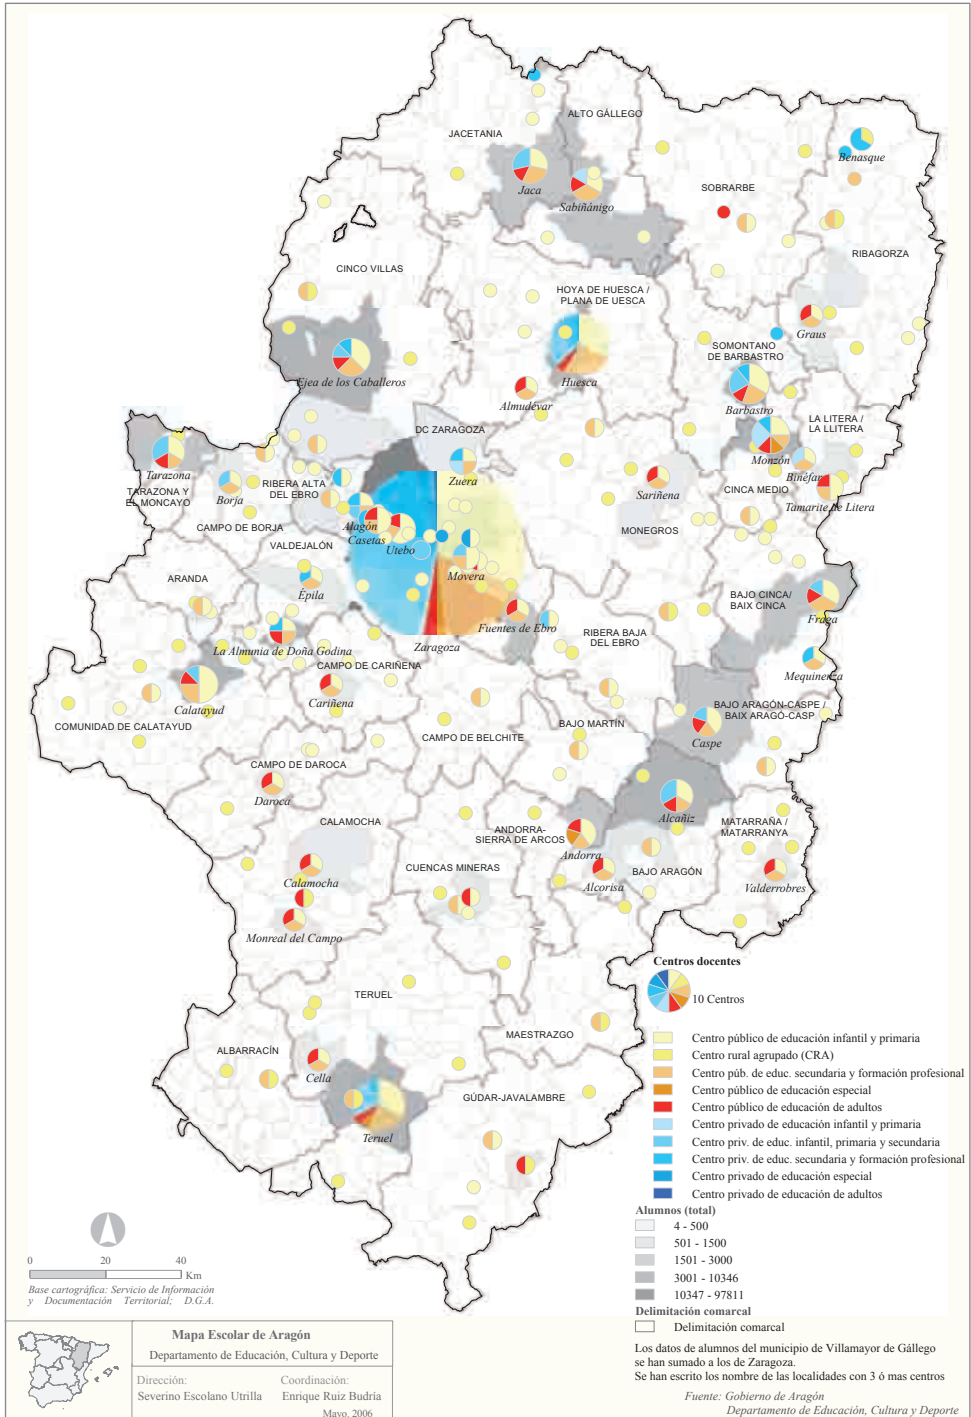 ALTO GÁLLEGO
JACETANIA
Benasque
Jaca
Sabiñánigo
SOBRARBE
RIBAGORZA
CINCO VILLAS
HOYA DE HUESCA /
PLANA DE UESCA
Graus
SOMONTANO
DE BARBASTRO
Ejea de los Caballeros
Huesca
Almudévar
Barbastro
LA LITERA /
LA LLITERA
DC ZARAGOZA
Tarazona
Zuera
Monzón
Binéfar
TARAZONA Y
EL MONCAYO
Borja
RIBERA ALTA
DEL EBRO
Sariñena
CINCA MEDIO
Tamarite de Litera
CAMPO DE BORJA
Alagón
Casetas
MONEGROS
VALDEJALÓN
Utebo
Movera
ARANDA
Épila
BAJO CINCA/
BAIX CINCA
Fraga
Fuentes de Ebro
RIBERA BAJA
DEL EBRO
La Almunia de Doña Godina
Zaragoza
CAMPO DE CARIÑENA
Mequinenza
Calatayud
Cariñena
BAJO ARAGÓN-CASPE /
BAIX ARAGÓ-CASP
COMUNIDAD DE CALATAYUD
BAJO MARTÍN
CAMPO DE BELCHITE
Caspe
CAMPO DE DAROCA
Daroca
CALAMOCHA
Alcañiz
ANDORRA-
SIERRA DE ARCOS
MATARRAÑA /
MATARRANYA
Andorra
CUENCAS MINERAS
BAJO ARAGÓN
Calamocha
Alcorisa
Valderrobres
Monreal del Campo
TERUEL
MAESTRAZGO
ALBARRACÍN
Cella
GÚDAR-JAVALAMBRE
Teruel
Centros docentes
10 Centros
Centro público de educación infantil y primaria
Centro rural agrupado (CRA)
Centro púb. de educ. secundaria y formación profesional
Centro público de educación especial
Centro público de educación de adultos
Centro privado de educación infantil y primaria
Centro priv. de educ. infantil, primaria y secundaria
Centro priv. de educ. secundaria y formación profesional
Centro privado de educación especial
Centro privado de educación de adultos
Alumnos (total)
4 - 500
501 - 1500
1501 - 3000
3001 - 10346
10347 - 97811
Delimitación comarcal
Delimitación comarcal
Los datos de alumnos del municipio de Villamayor de Gállego
se han sumado a los de Zaragoza.
Se han escrito los nombre de las localidades con 3 ó mas centros
Fuente: Gobierno de Aragón
Departamento de Educación, Cultura y Deporte
0 20 40
Km
Base cartográfica: Servicio de Información
y Documentación Territorial; D.G.A.
Mapa Escolar de Aragón
Departamento de Educación, Cultura y Deporte
Dirección: Coordinación:
Severino Escolano Utrilla Enrique Ruiz Budría
Mayo, 2006